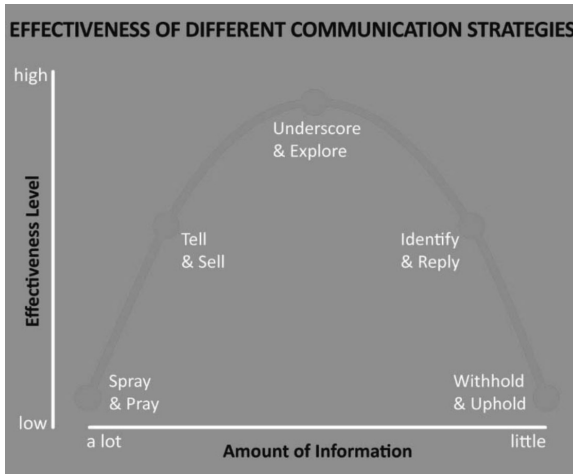 EFFECTIVENESS OF DIFFERENT COMMUNICATION STRATEGIES
high
Underscore
& Explore
Effectiveness Level
Tell
& Sell
Identify
& Reply
Spray
& Pray
Withhold
& Uphold
low
a lot
Amount of Information
little